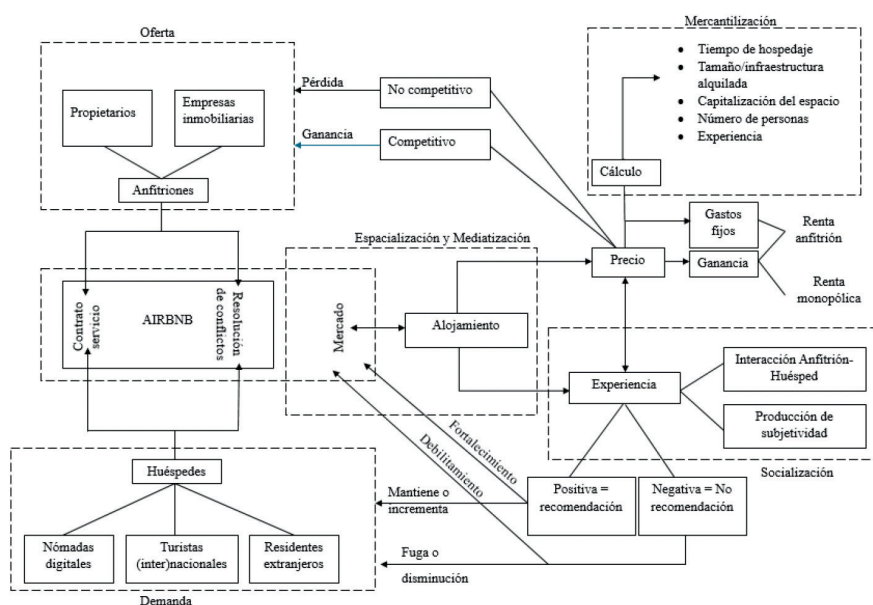 Oferta
Propietarios
Empresas
inmobiliarias
Anfitriones
Pérdida
No competitivo
Ganancia
Competitivo
Mercantilización
Tiempo de hospedaje
Tamaño/infraestructura
alquilada
Capitalización del espacio
Número de personas
Experiencia
Cálculo
Gastos
fijos
Renta
anfitrión
Precio
Ganancia
Renta
monopólica
Espacialización y Mediatización
Contrato
servicio
AIRBNB
Resolución
de conflictos
Mercado
Alojamiento
Experiencia
Interacción Anfitrión-
Huésped
Producción de
subjetividad
Socialización
Fortalecimiento
Debilitamiento
Huéspedes
Nómadas
digitales
Turistas
(inter)nacionales
Residentes
extranjeros
Demanda
Mantiene o
incrementa
Positiva =
recomendación
Negativa = No
recomendación
Fuga o
disminución